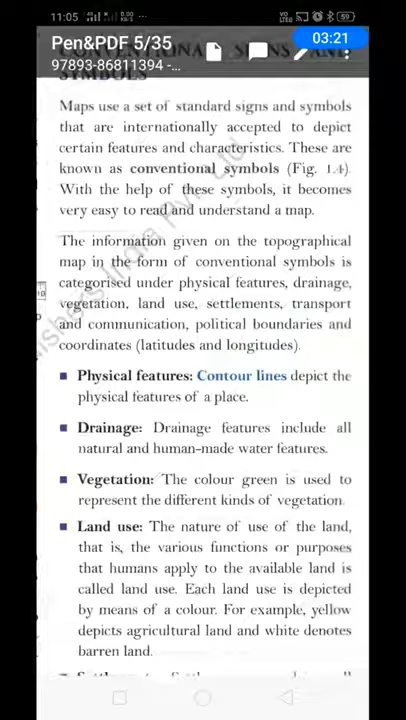 11:05
59
Pen&PDF 5/35
97893-86811394 -...
03:21
CONVENTIONAL SIGNS AND
SYMBOLS
Maps use a set of standard signs and symbols
that are internationally accepted to depict
certain features and characteristics. These are
known as conventional symbols (Fig. 1.4).
With the help of these symbols, it becomes
very easy to read and understand a map.
The information given on the topographical
map in the form of conventional symbols is
categorised under physical features, drainage,
vegetation, land use, settlements, transport
and communication, political boundaries and
coordinates (latitudes and longitudes).
Physical features: Contour lines depict the
physical features of a place.
Drainage: Drainage features include all
natural and human-made water features.
Vegetation: The colour green is used to
represent the different kinds of vegetation.
Land use: The nature of use of the land,
that is, the various functions or purposes
that humans apply to the available land is
called land use. Each land use is depicted
by means of a colour. For example, yellow
depicts agricultural land and white denotes
barren land.